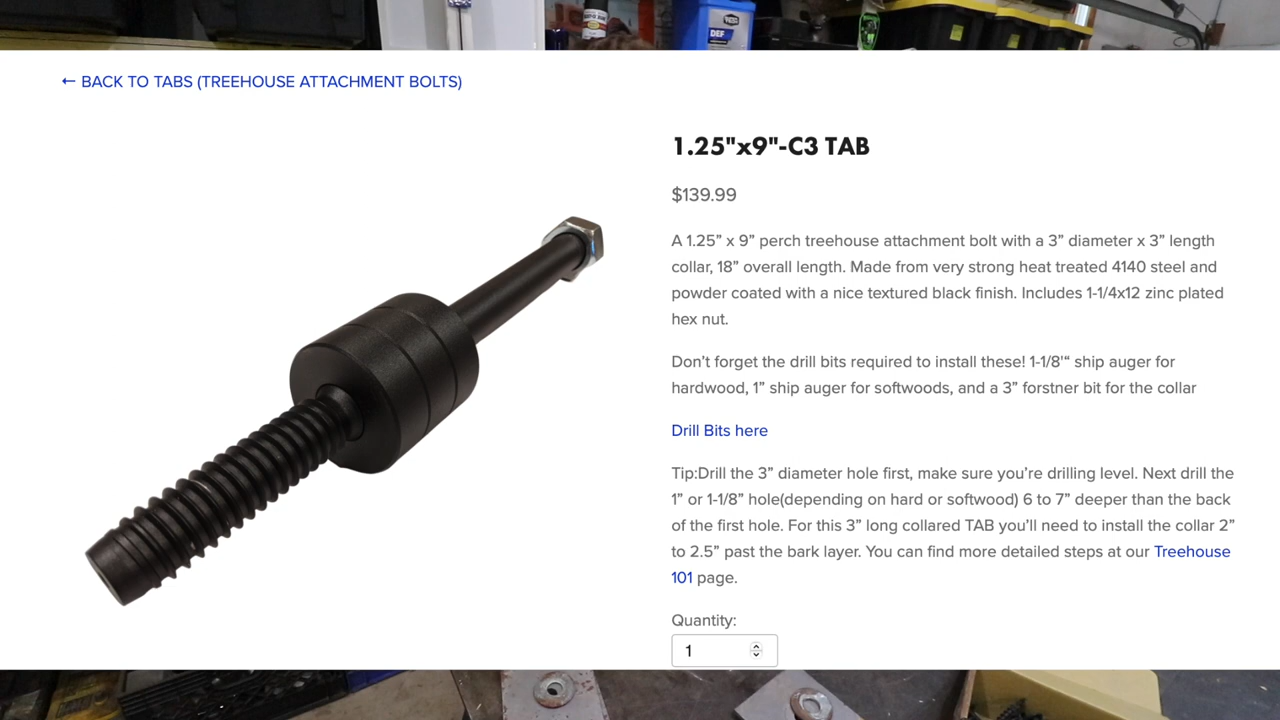 DEF
← BACK TO TABS (TREEHOUSE ATTACHMENT BOLTS)
1.25"x9"-C3 TAB
$139.99
A 1.25” x 9” perch treehouse attachment bolt with a 3” diameter x 3” length
collar, 18” overall length. Made from very strong heat treated 4140 steel and
powder coated with a nice textured black finish. Includes 1-1/4x12 zinc plated
hex nut.
Don’t forget the drill bits required to install these! 1-1/8'“ ship auger for
hardwood, 1” ship auger for softwoods, and a 3” forstner bit for the collar
Drill Bits here
Tip:Drill the 3” diameter hole first, make sure you’re drilling level. Next drill the
1” or 1-1/8” hole(depending on hard or softwood) 6 to 7” deeper than the back
of the first hole. For this 3” long collared TAB you’ll need to install the collar 2”
to 2.5” past the bark layer. You can find more detailed steps at our Treehouse
101 page.
Quantity:
1